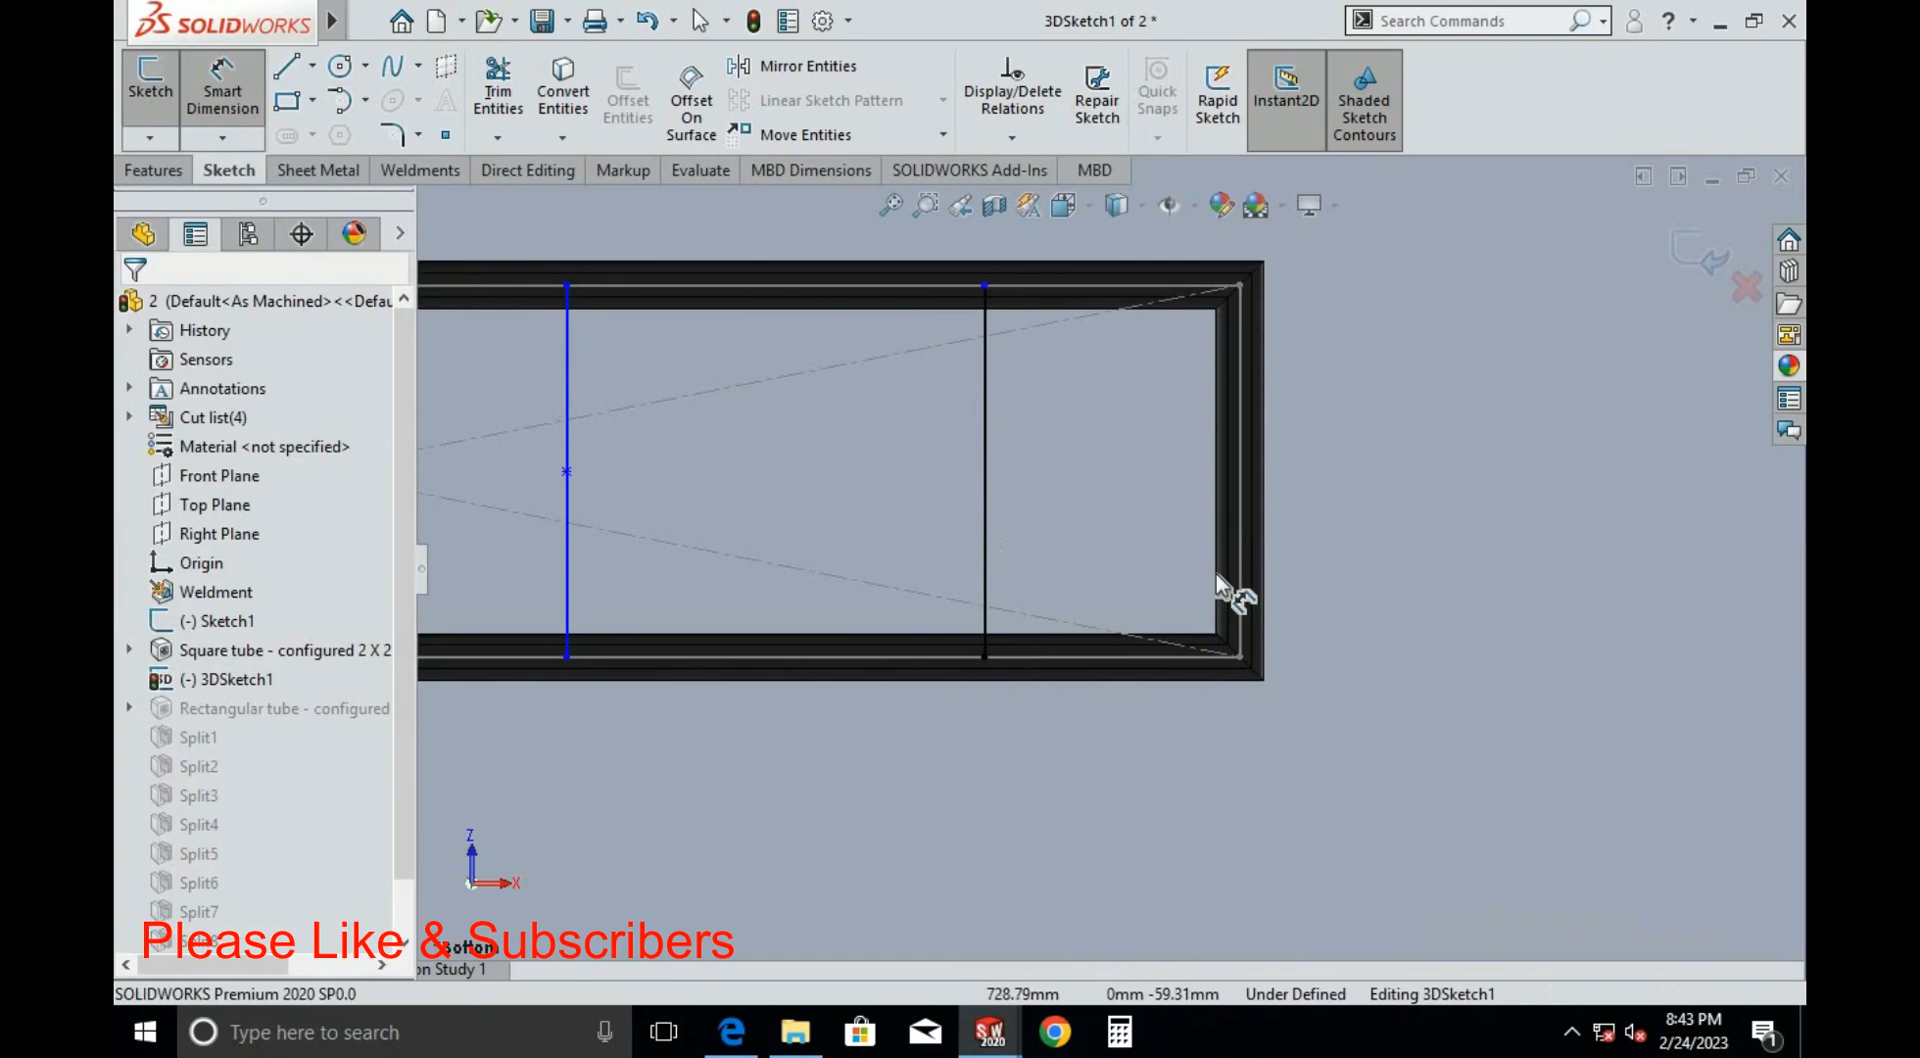 SOLIDWORKS
3DSketch1 of 2 *
Search Commands
?
Sketch
Smart Dimension
Trim Entities
Convert Entities
Offset Entities
Offset On Surface
Mirror Entities
Linear Sketch Pattern
Move Entities
Display/Delete Relations
Repair Sketch
Quick Snaps
Rapid Sketch
Instant2D
Shaded Sketch Contours
Features
Sketch
Sheet Metal
Weldments
Direct Editing
Markup
Evaluate
MBD Dimensions
SOLIDWORKS Add-Ins
MBD
2 (Default<As Machined><<Defau
History
Sensors
Annotations
Cut list(4)
Material <not specified>
Front Plane
Top Plane
Right Plane
Origin
Weldment
(-) Sketch1
Square tube - configured 2 X 2
(-) 3DSketch1
Rectangular tube - configured
Split1
Split2
Split3
Split4
Split5
Split6
Split7
Z
X
Please Like & Subscribers
*Bottom
on Study 1
SOLIDWORKS Premium 2020 SP0.0
728.79mm
0mm -59.31mm
Under Defined
Editing 3DSketch1
Type here to search
SW
2020
8:43 PM
2/24/2023
1